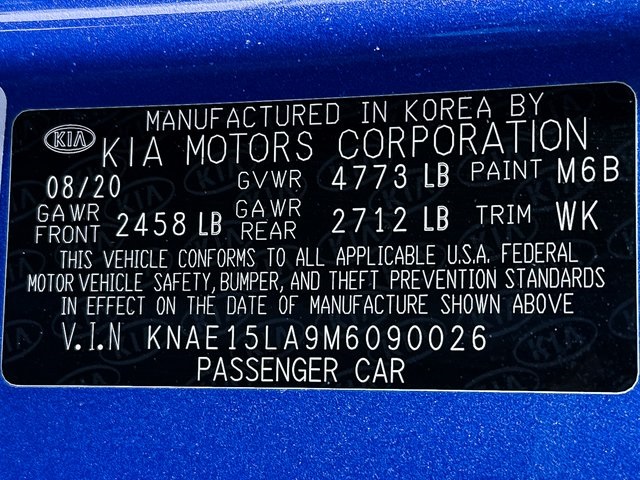 MANUFACTURED IN KOREA BY
KIA KIA MOTORS CORPORATION
08/20 GVWR 4773 LB PAINT M6B
GAWR FRONT 2458 LB GAWR REAR 2712 LB TRIM WK
THIS VEHICLE CONFORMS TO ALL APPLICABLE U.S.A. FEDERAL
MOTOR VEHICLE SAFETY, BUMPER, AND THEFT PREVENTION STANDARDS
IN EFFECT ON THE DATE OF MANUFACTURE SHOWN ABOVE
V.I.N KNAE15LA9M6090026
PASSENGER CAR